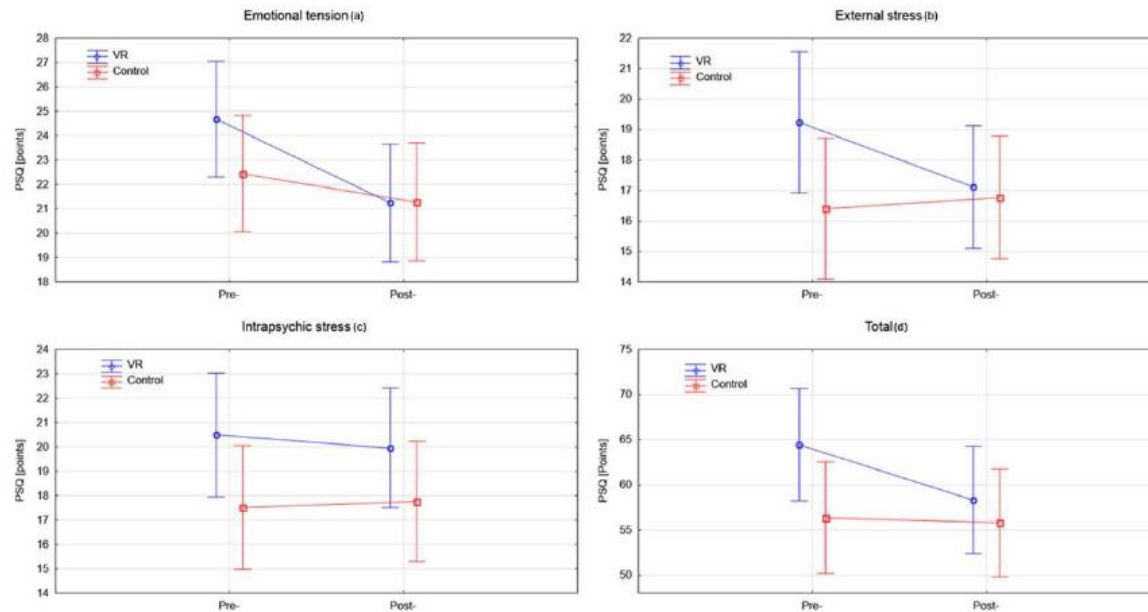 Emotional tension (a)
28
27
26
25
24
23
22
21
20
19
18
PSQ [points]
VR
Control
Pre-
Post-
External stress (b)
22
21
20
19
18
17
16
15
14
PSQ [points]
VR
Control
Pre-
Post-
Intrapsychic stress (c)
24
23
22
21
20
19
18
17
16
15
14
PSQ [points]
VR
Control
Pre-
Post-
Total (d)
75
70
65
60
55
50
PSQ [Points]
VR
Control
Pre-
Post-